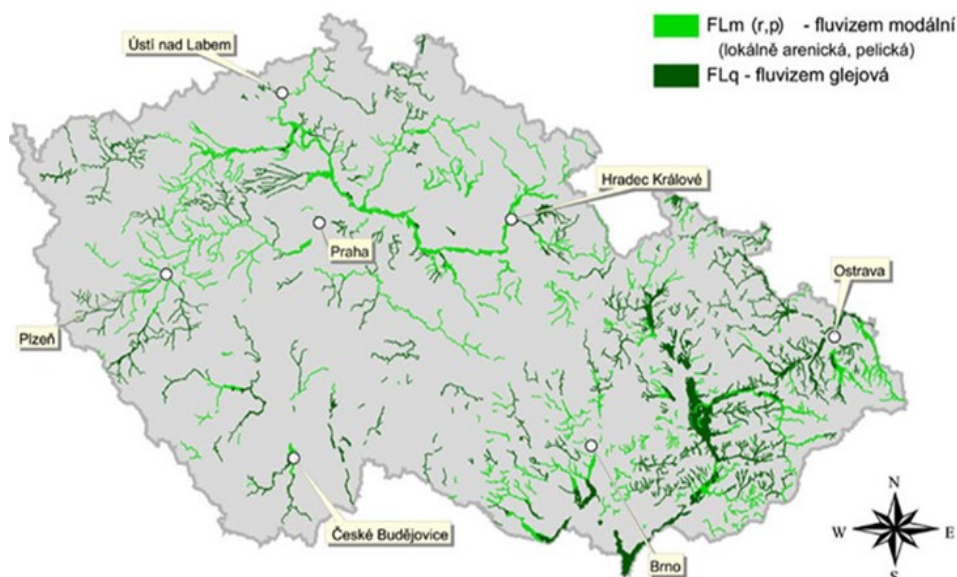 FLm (r,p) - fluvizem modální
(lokálně arenická, pelická)
FLq - fluvizem glejová
Ústí nad Labem
Hradec Králové
Praha
Ostrava
Plzeň
České Budějovice
Brno
N
W
E
S